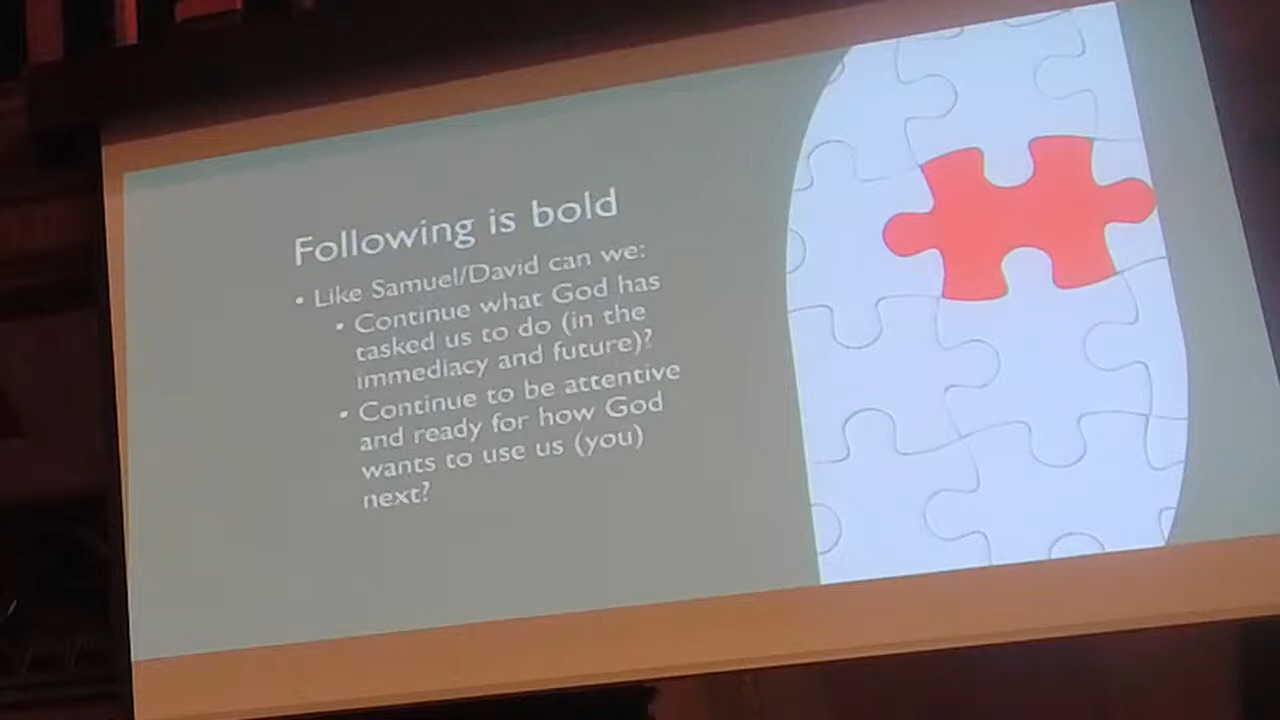 Following is bold
• Like Samuel/David can we:
• Continue what God has
tasked us to do (in the
immediacy and future)?
• Continue to be attentive
and ready for how God
wants to use us (you)
next?